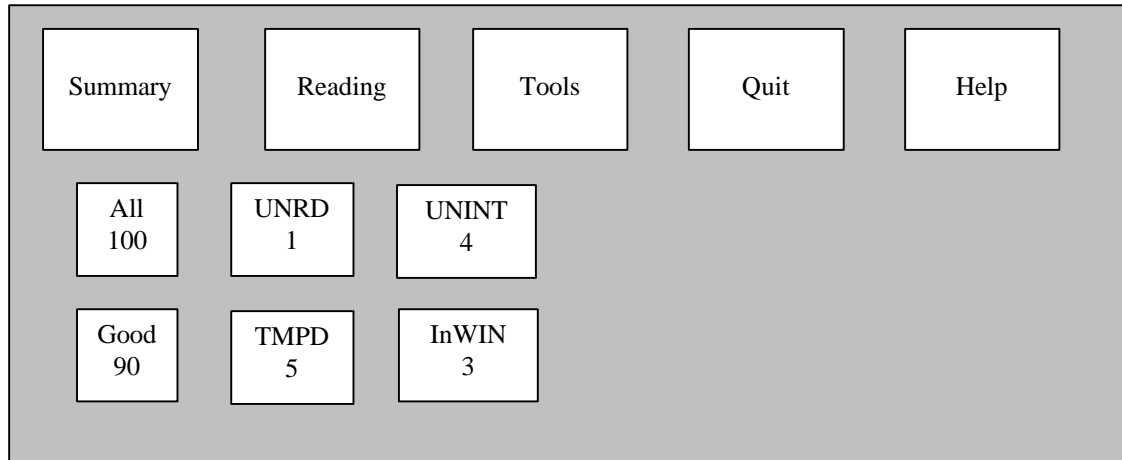 Summary
Reading
Tools
Quit
Help
All
100
UNRD
1
UNINT
4
Good
90
TMPD
5
InWIN
3